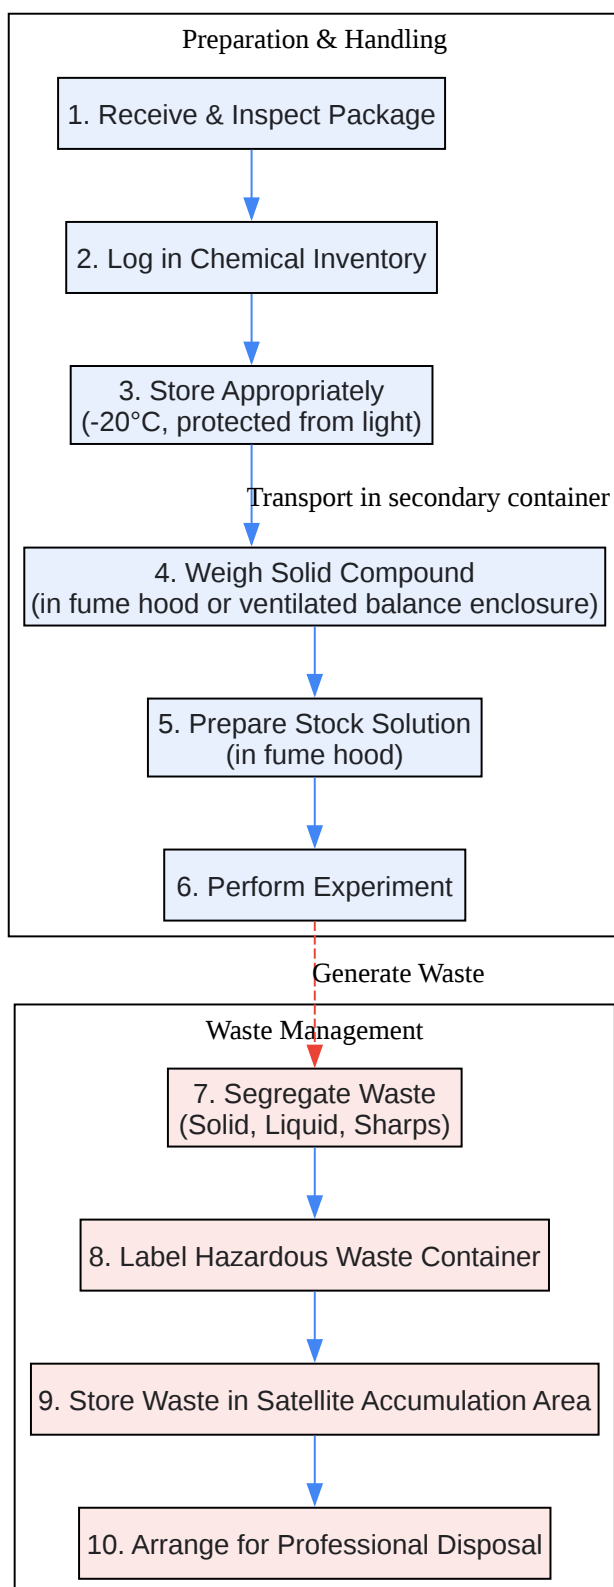 Preparation & Handling
1. Receive & Inspect Package
2. Log in Chemical Inventory
3. Store Appropriately
(-20°C, protected from light)
Transport in secondary container
4. Weigh Solid Compound
(in fume hood or ventilated balance enclosure)
5. Prepare Stock Solution
(in fume hood)
6. Perform Experiment
Generate Waste
Waste Management
7. Segregate Waste
(Solid, Liquid, Sharps)
8. Label Hazardous Waste Container
9. Store Waste in Satellite Accumulation Area
10. Arrange for Professional Disposal